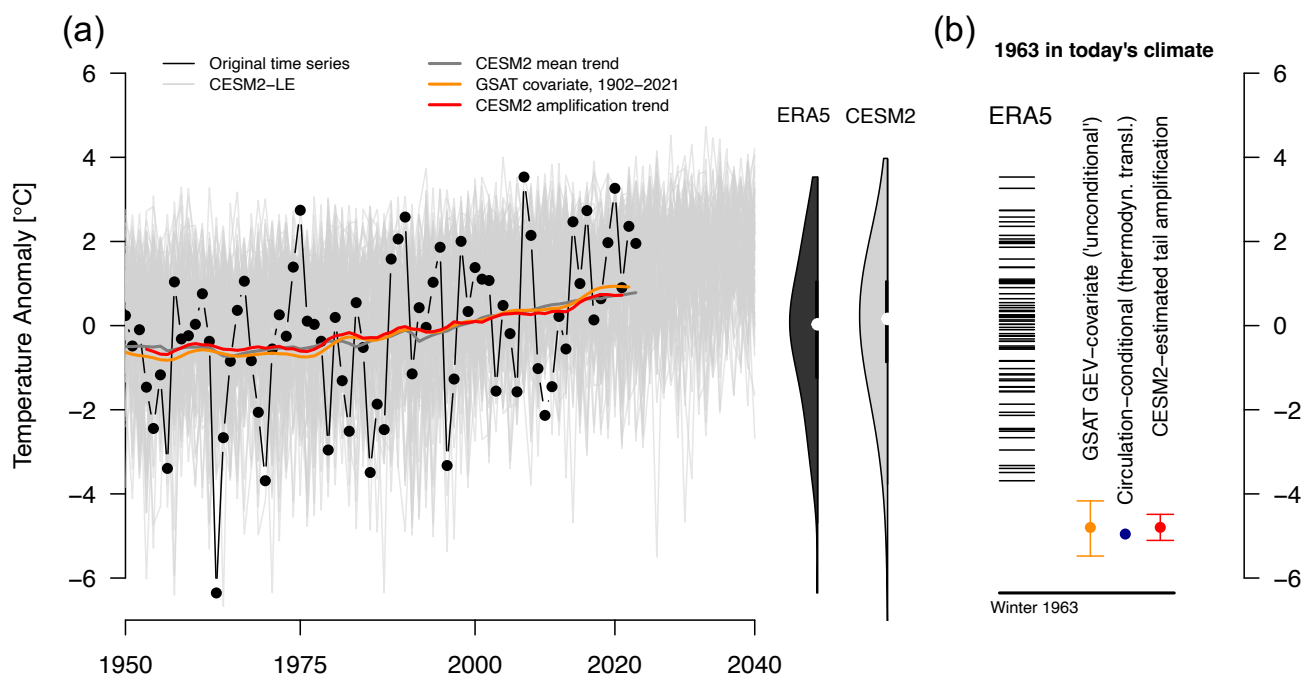 (a)
(b)
1963 in today's climate
Original time series
CESM2−LE
CESM2 mean trend
GSAT covariate, 1902−2021
CESM2 amplification trend
Temperature Anomaly [°C]
6
4
2
0
−2
−4
−6
1950
1975
2000
2020
2040
ERA5
CESM2
ERA5
GSAT GEV−covariate ('unconditional')
Circulation−conditional (thermodyn. transl.)
CESM2−estimated tail amplification
Winter 1963
6
4
2
0
−2
−4
−6